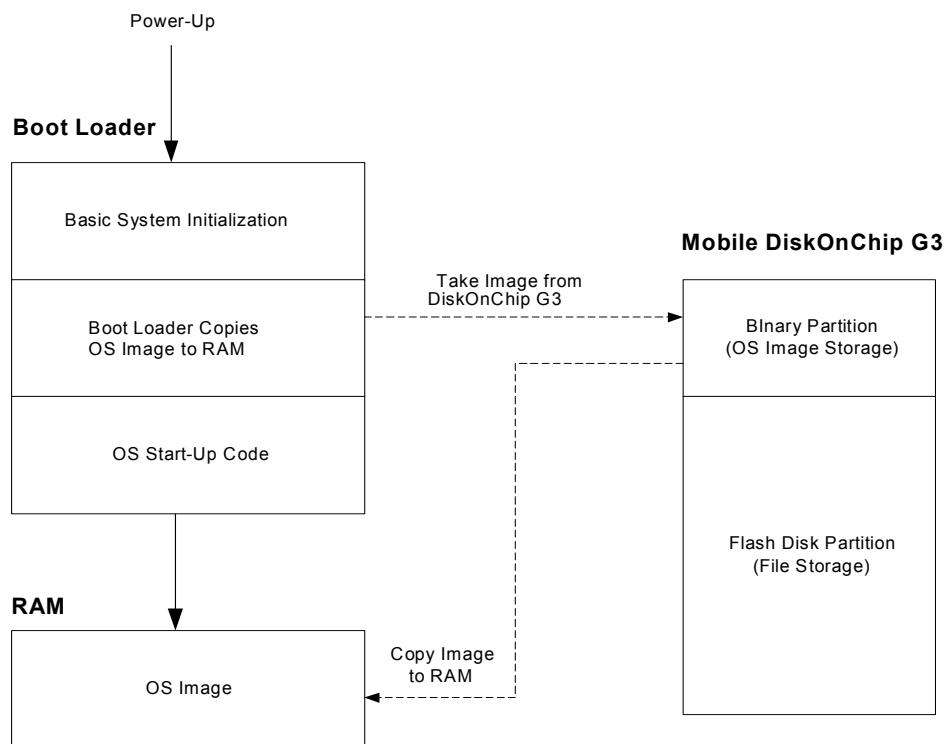 Power-Up
Boot Loader
Basic System Initialization
Mobile DiskOnChip G3
Take Image from
DiskOnChip G3
Boot Loader Copies
OS Image to RAM
BInary Partition
(OS Image Storage)
OS Start-Up Code
Flash Disk Partition
(File Storage)
RAM
Copy Image
to RAM
OS Image